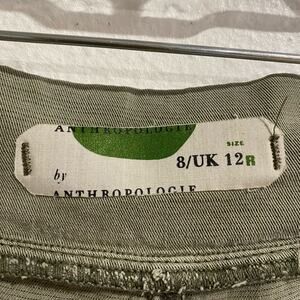 ANTHROPOLOGIE
SIZE
8/UK 12R
by
ANTHROPOLOGIE